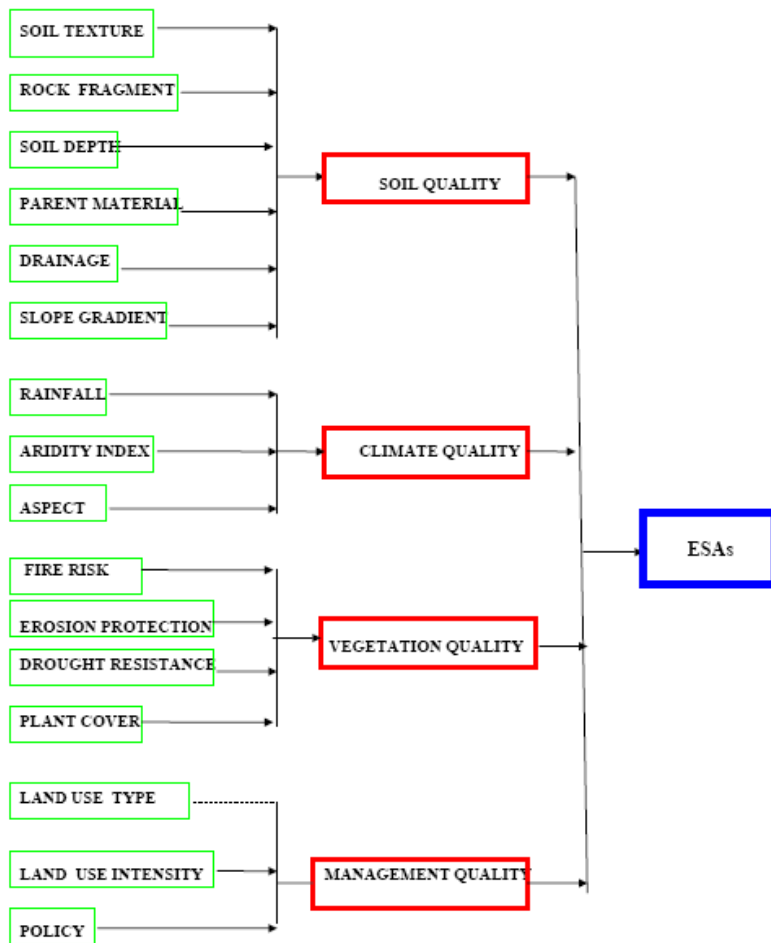 SOIL TEXTURE
ROCK FRAGMENT
SOIL DEPTH
PARENT MATERIAL
DRAINAGE
SLOPE GRADIENT
SOIL QUALITY
RAINFALL
ARIDITY INDEX
ASPECT
CLIMATE QUALITY
FIRE RISK
EROSION PROTECTION
DROUGHT RESISTANCE
PLANT COVER
VEGETATION QUALITY
LAND USE TYPE
LAND USE INTENSITY
POLICY
MANAGEMENT QUALITY
ESAs